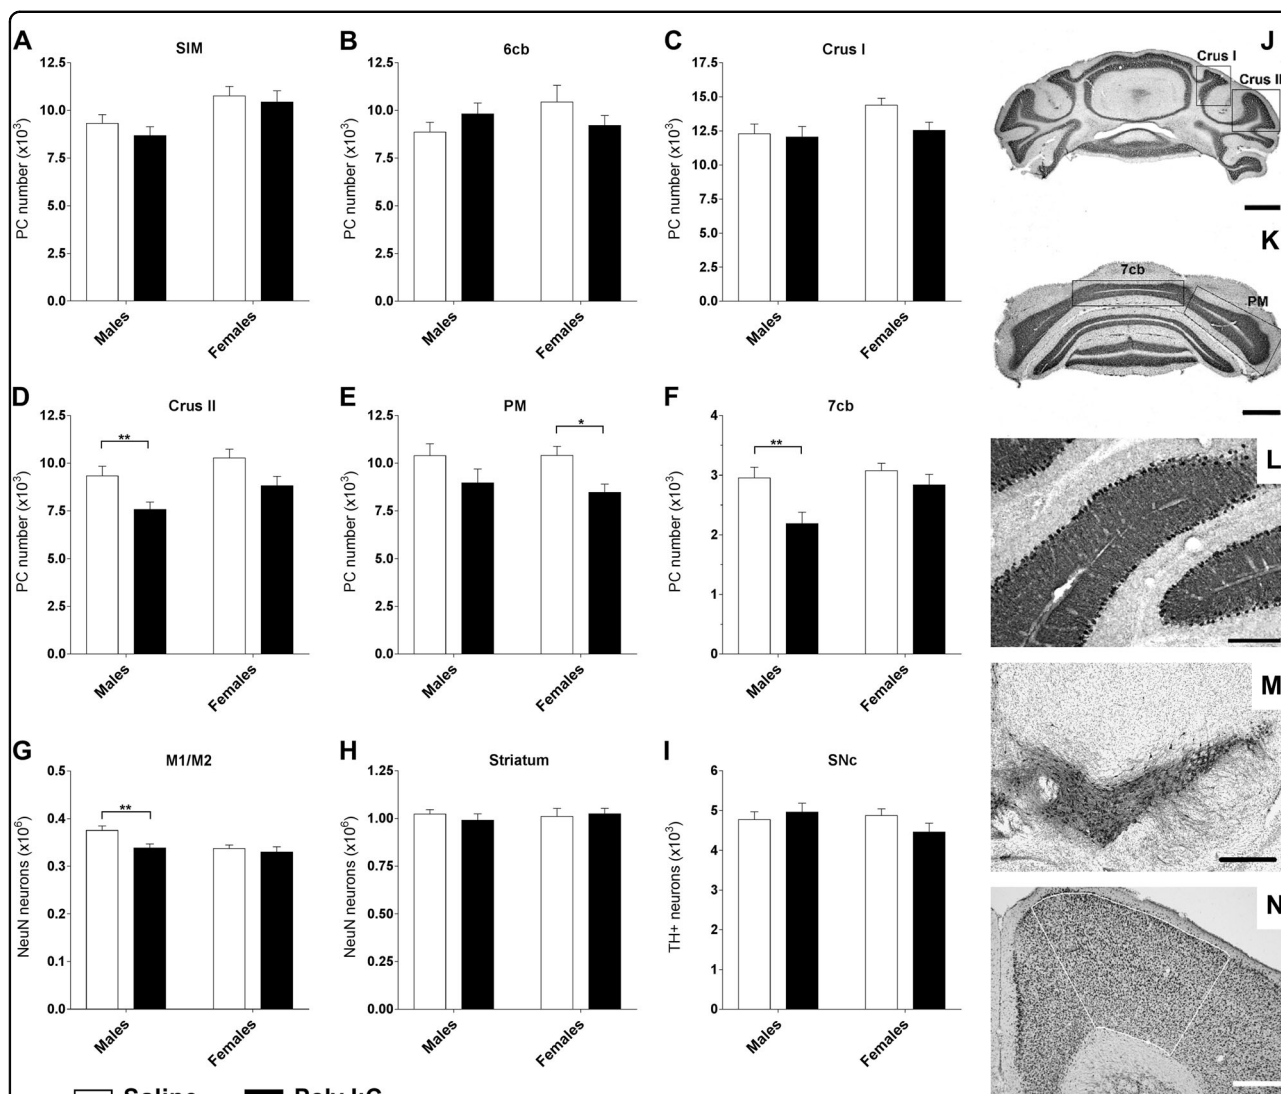 A
SIM
PC number (x10³)
12.5
10.0
7.5
5.0
2.5
0.0
Males
Females
B
6cb
PC number (x10³)
12.5
10.0
7.5
5.0
2.5
0.0
Males
Females
C
Crus I
PC number (x10³)
17.5
15.0
12.5
10.0
7.5
5.0
2.5
0.0
Males
Females
J
Crus I
Crus II
K
7cb
PM
D
Crus II
PC number (x10³)
12.5
10.0
7.5
5.0
2.5
0.0
**
Males
Females
E
PM
PC number (x10³)
12.5
10.0
7.5
5.0
2.5
0.0
*
Males
Females
F
7cb
PC number (x10³)
4
3
2
1
0
**
Males
Females
L
M
G
M1/M2
NeuN neurons (x10⁶)
0.5
0.4
0.3
0.2
0.1
0.0
**
Males
Females
H
Striatum
NeuN neurons (x10⁶)
1.25
1.00
0.75
0.50
0.25
0.00
Males
Females
I
SNc
TH+ neurons (x10³)
6
5
4
3
2
1
0
Males
Females
N
Saline